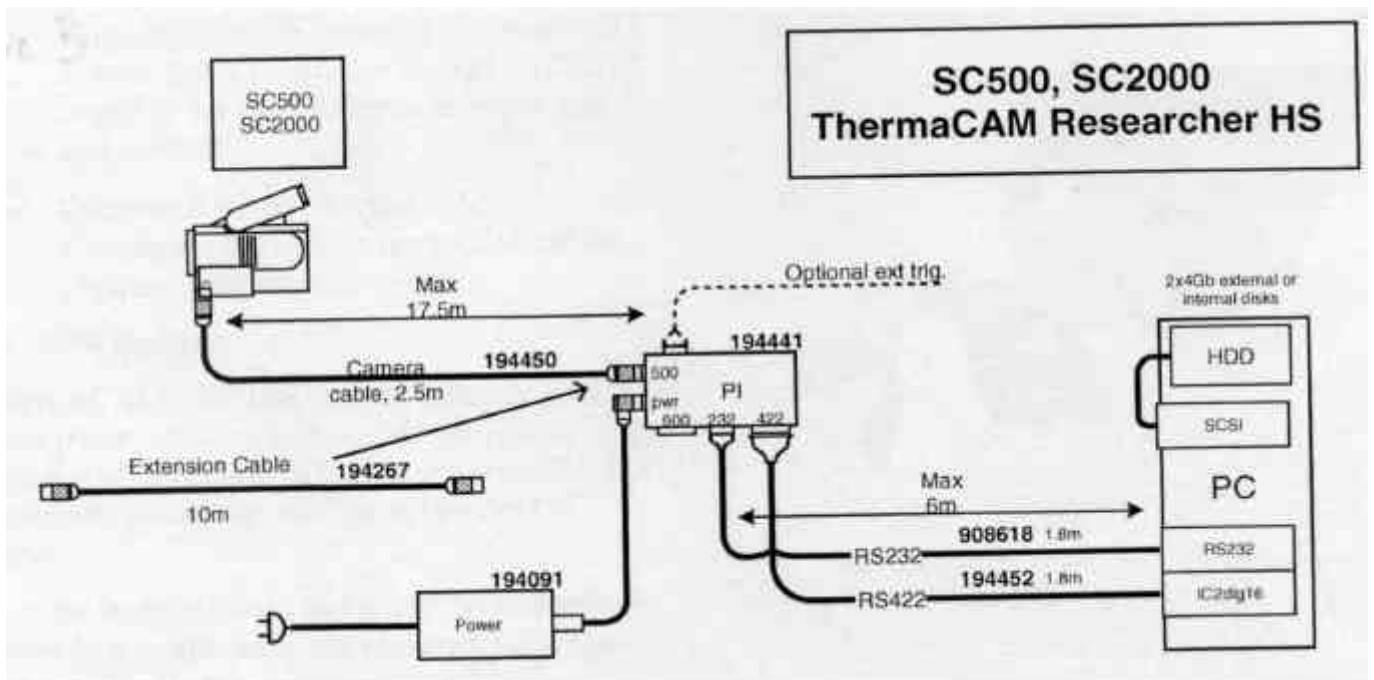 SC500
SC2000
SC500, SC2000
ThermaCAM Researcher HS
Max
17.5m
Optional ext trig.
2x4Gb external or
internal disks
194441
HDD
194450
Camera
cable, 2.5m
500
PI
pwr
600 232 422
SCSI
Extension Cable
194267
10m
PC
Max
6m
908618 1.8m
RS232
RS232
194452 1.8m
RS422
IC2dig16
194091
Power